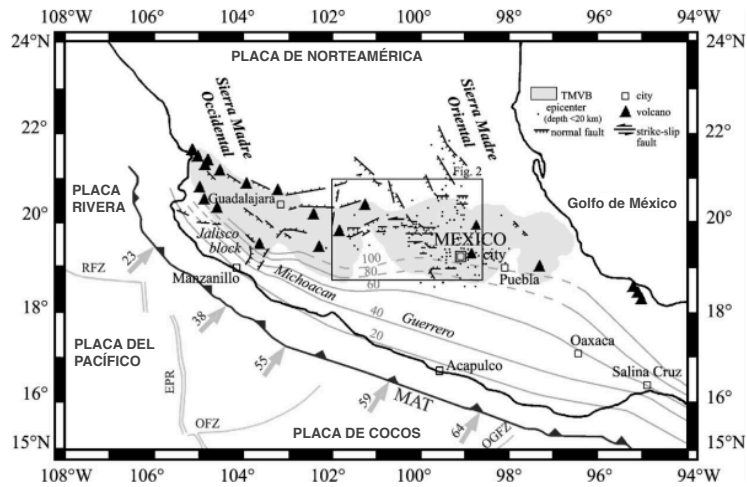 108°W 106° 104° 102° 100° 98° 96° 94°W
24°N
24°N
PLACA DE NORTEAMÉRICA
Sierra Madre
Occidental
Sierra Madre
Oriental
TMVB
epicenter
(depth <20 km)
normal fault
city
volcano
strike-slip
fault
22°
22°
Fig. 2
PLACA
RIVERA
Guadalajara
Golfo de México
20°
20°
Jalisco
block
MEXICO
city
100
80
60
RFZ
23
Manzanillo
Michoacan
Puebla
18°
18°
40
20
Guerrero
38
PLACA DEL
PACÍFICO
55
Oaxaca
Acapulco
Salina Cruz
EPR
59
MAT
16°
16°
OFZ
64
PLACA DE COCOS
OGFZ
15°N
15°N
108°W 106° 104° 102° 100° 98° 96° 94°W